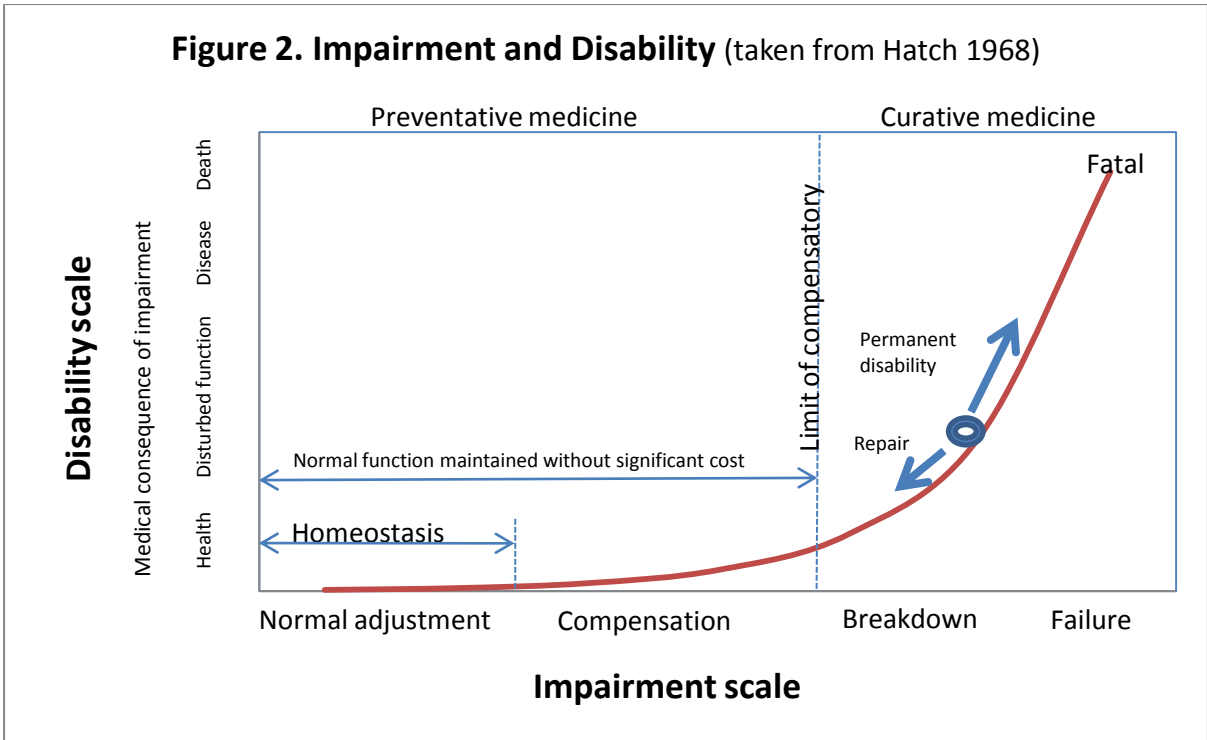 Figure 2. Impairment and Disability (taken from Hatch 1968)
Preventative medicine
Curative medicine
Disability scale
Medical consequence of impairment
Death
Disease
Disturbed function
Health
Fatal
Limit of compensatory
Permanent
disability
Repair
Normal function maintained without significant cost
Homeostasis
Normal adjustment
Compensation
Breakdown
Failure
Impairment scale